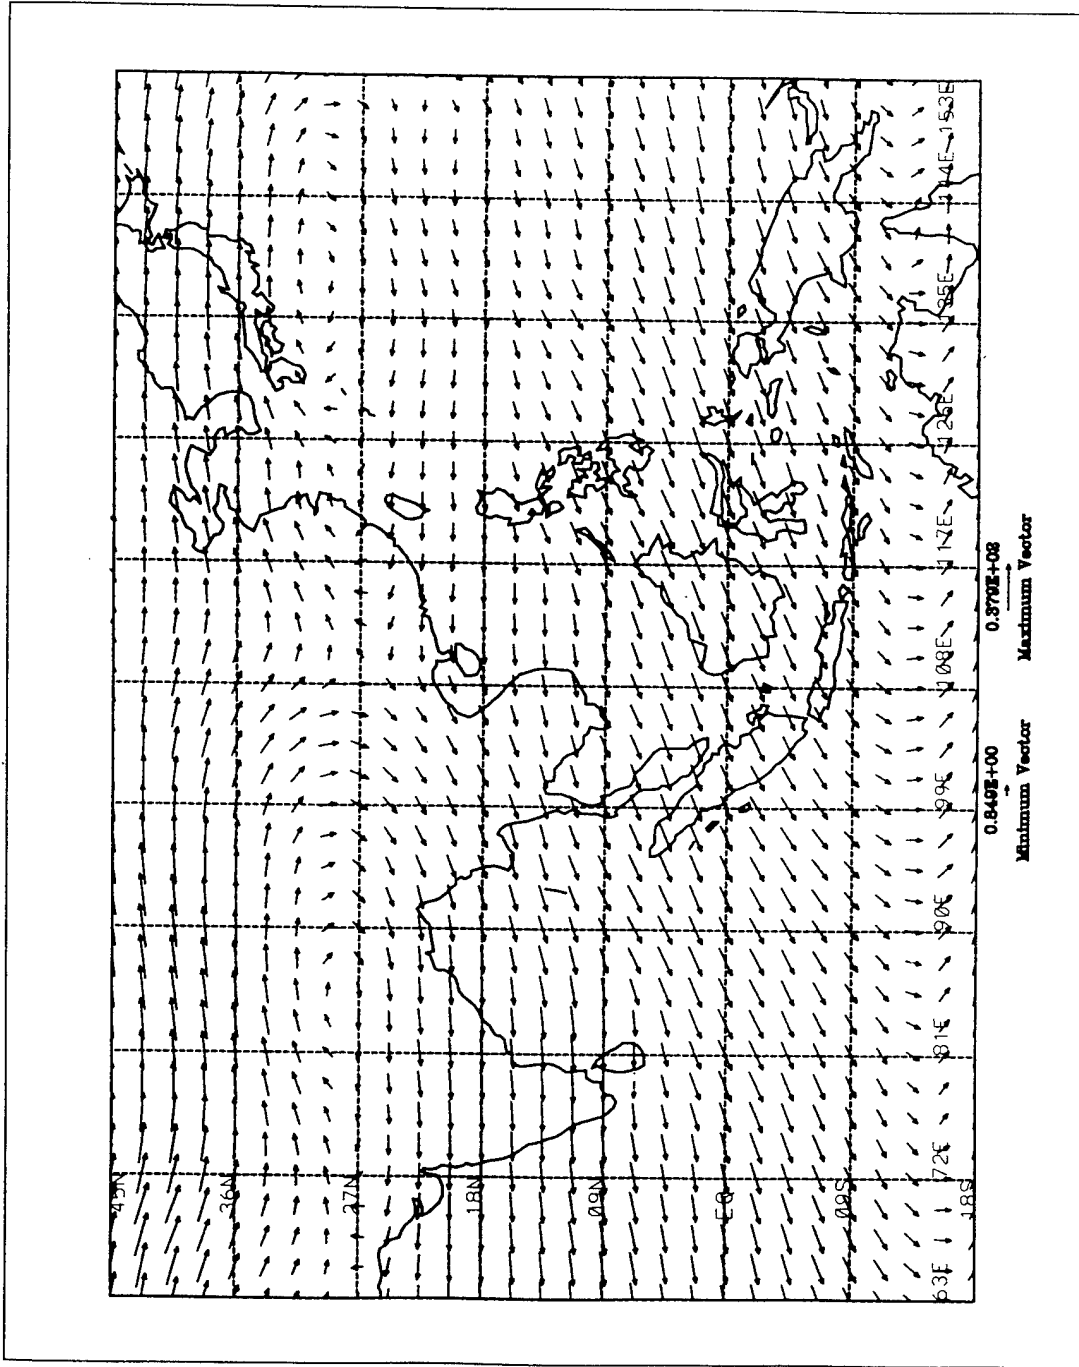 45N
36N
27N
18N
09N
EQ
09S
18S
63E
72E
81E
90E
99E
108E
117E
126E
135E
144E
153E
0.849E+00
Minimum Vector
0.379E+02
Maximum Vector